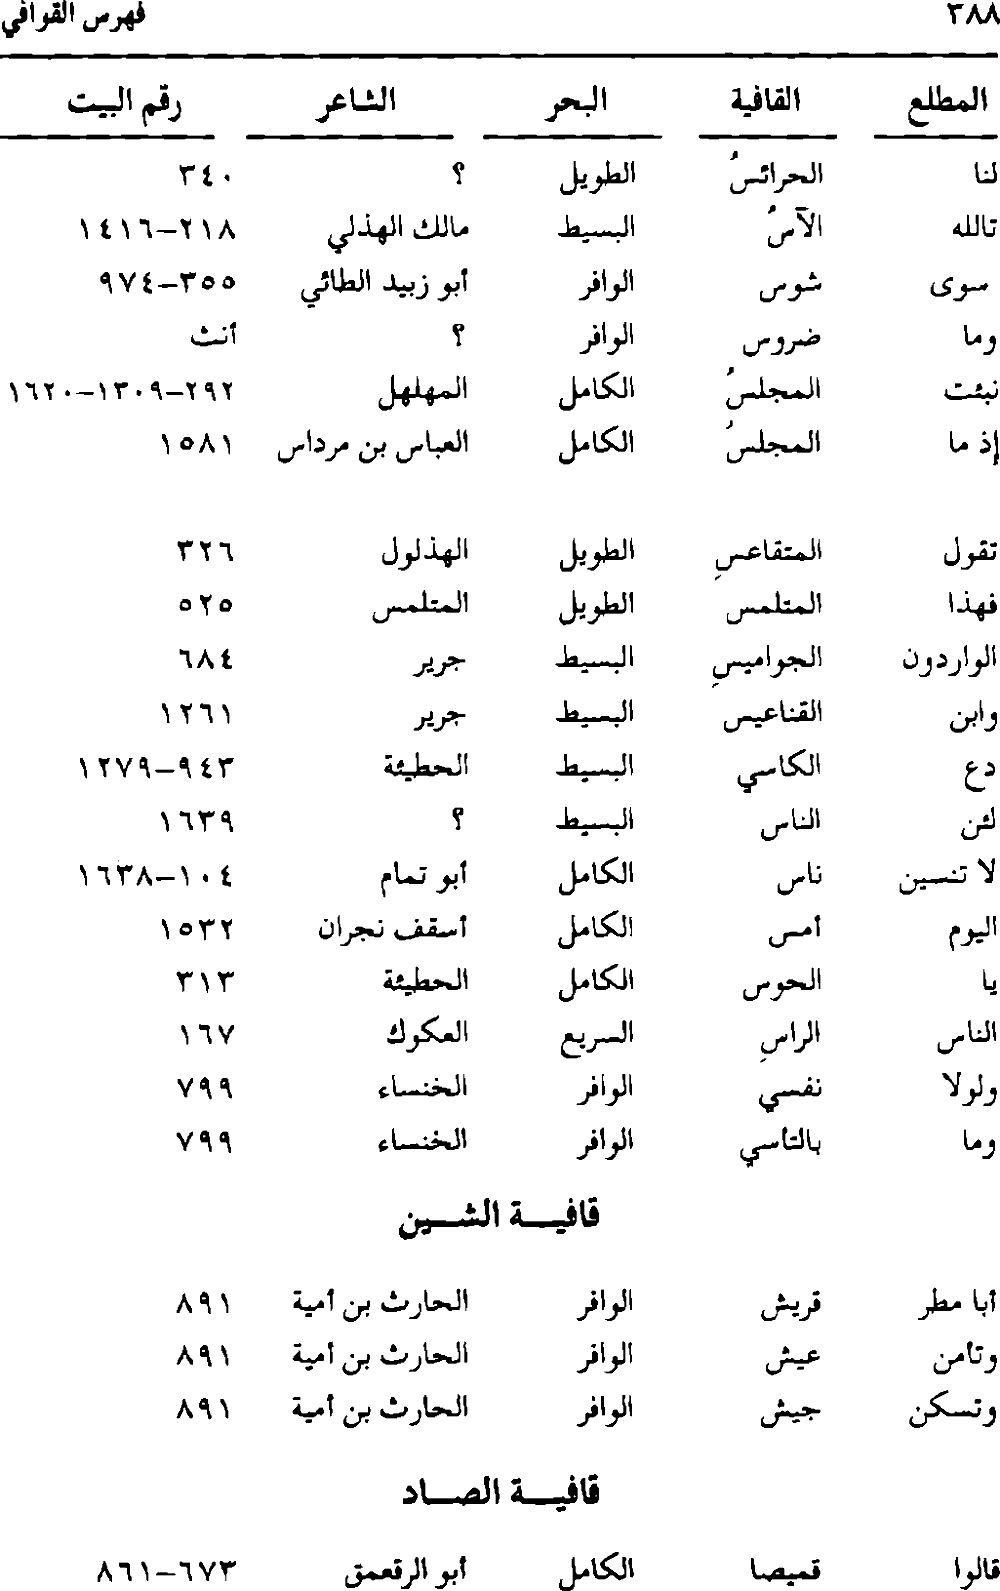 ٣٨٨ فهرس القوافي
المطلع القافية البحر الشاعر رقم البيت
لنا الحرائسُ الطويل ؟ ٣٤٠
تالله الآسُ البسيط مالك الهذلي ٢١٨-١٤١٦
سوى شوس الوافر أبو زبيد الطائي ٣٥٥-٩٧٤
وما ضروس الوافر ؟ أنث
نبئت المجلسُ الكامل المهلهل ٢٩٢-١٣٠٩-١٦٢٠
إذ ما المجلسُ الكامل العباس بن مرداس ١٥٨١
تقول المتقاعسِ الطويل الهذلول ٣٢٦
فهذا المتلمس الطويل المتلمس ٥٢٥
الواردون الجواميسِ البسيط جرير ٦٨٤
وابن القناعيس البسيط جرير ١٢٦١
دع الكاسي البسيط الحطيئة ٩٤٣-١٢٧٩
لئن الناس البسيط ؟ ١٦٣٩
لا تنسين ناس الكامل أبو تمام ١٠٤-١٦٣٨
اليوم أمس الكامل أسقف نجران ١٥٣٢
يا الحوس الكامل الحطيئة ٣١٣
الناس الراسِ السريع العكوك ١٦٧
ولولا نفسي الوافر الخنساء ٧٩٩
وما بالتأسي الوافر الخنساء ٧٩٩
قافيـة الشـين
أبا مطر قريش الوافر الحارث بن أمية ٨٩١
وتأمن عيش الوافر الحارث بن أمية ٨٩١
وتسكن جيش الوافر الحارث بن أمية ٨٩١
قافيـة الصـاد
قالوا قميصا الكامل أبو الرقعمق ٦٧٣-٨٦١